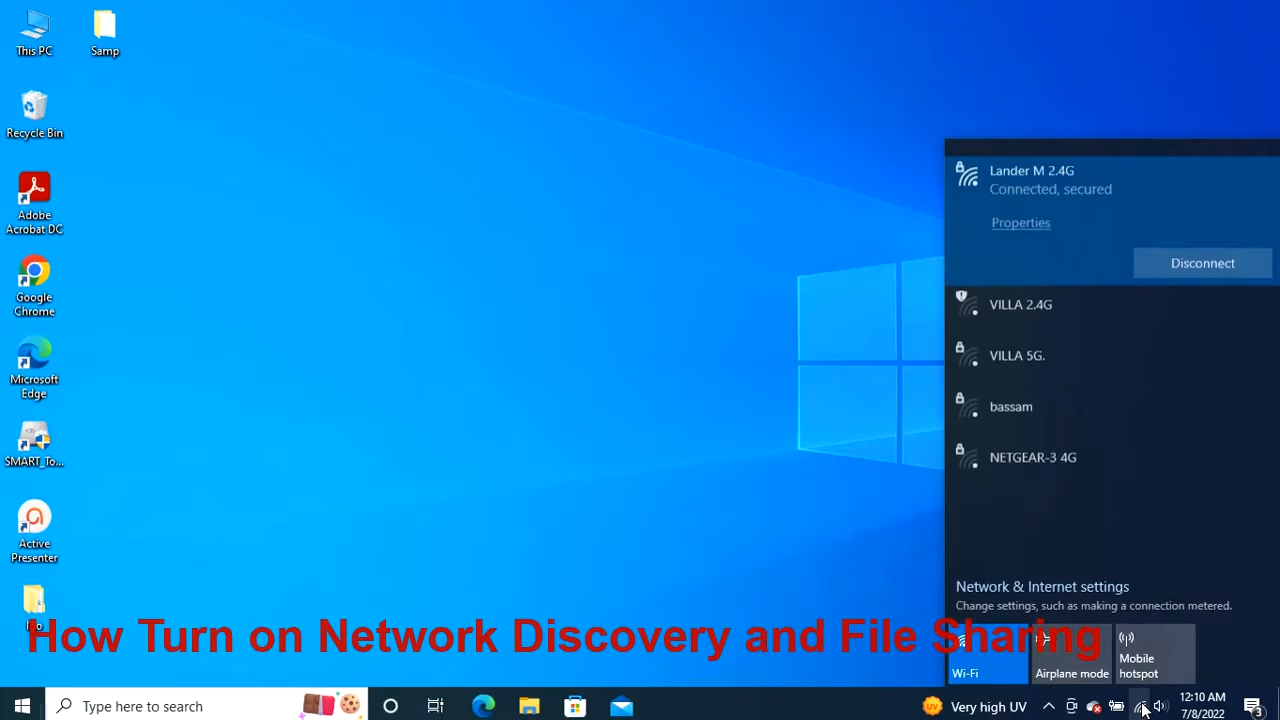 This PC
Samp
Recycle Bin
Adobe
Acrobat DC
Google
Chrome
Microsoft
Edge
SMART_To...
Active
Presenter
Lander M 2.4G
Connected, secured
Properties
Disconnect
VILLA 2.4G
VILLA 5G.
bassam
NETGEAR-3 4G
Network & Internet settings
Change settings, such as making a connection metered.
How Turn on Network Discovery and File Sharing
Wi-Fi
Airplane mode
Mobile
hotspot
Type here to search
UV
Very high UV
12:10 AM
7/8/2022
3